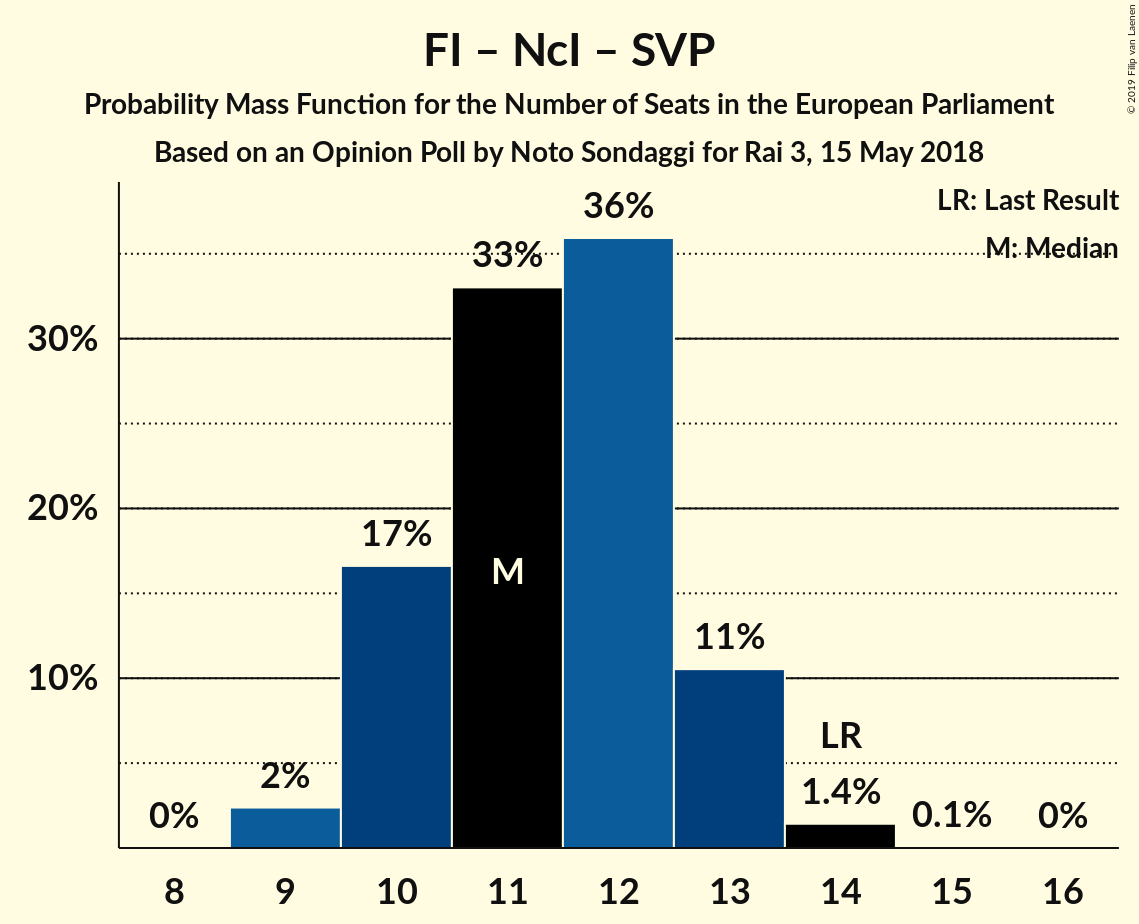 FI – NcI – SVP
Probability Mass Function for the Number of Seats in the European Parliament
Based on an Opinion Poll by Noto Sondaggi for Rai 3, 15 May 2018
© 2019 Filip van Laenen
LR: Last Result
M: Median
36%
33%
30%
20%
17%
M
11%
10%
LR
2%
1.4%
0%
0.1%
0%
8 9 10 11 12 13 14 15 16